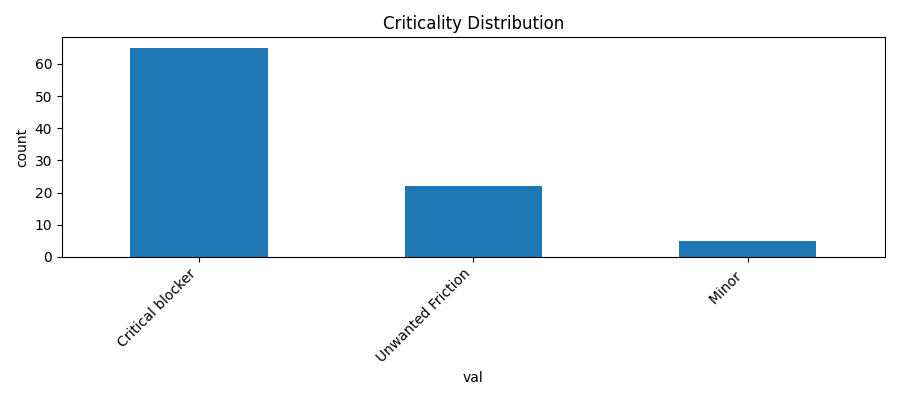 Criticality Distribution
60
50
40
30
20
10
0
count
Critical blocker
Unwanted Friction
Minor
val